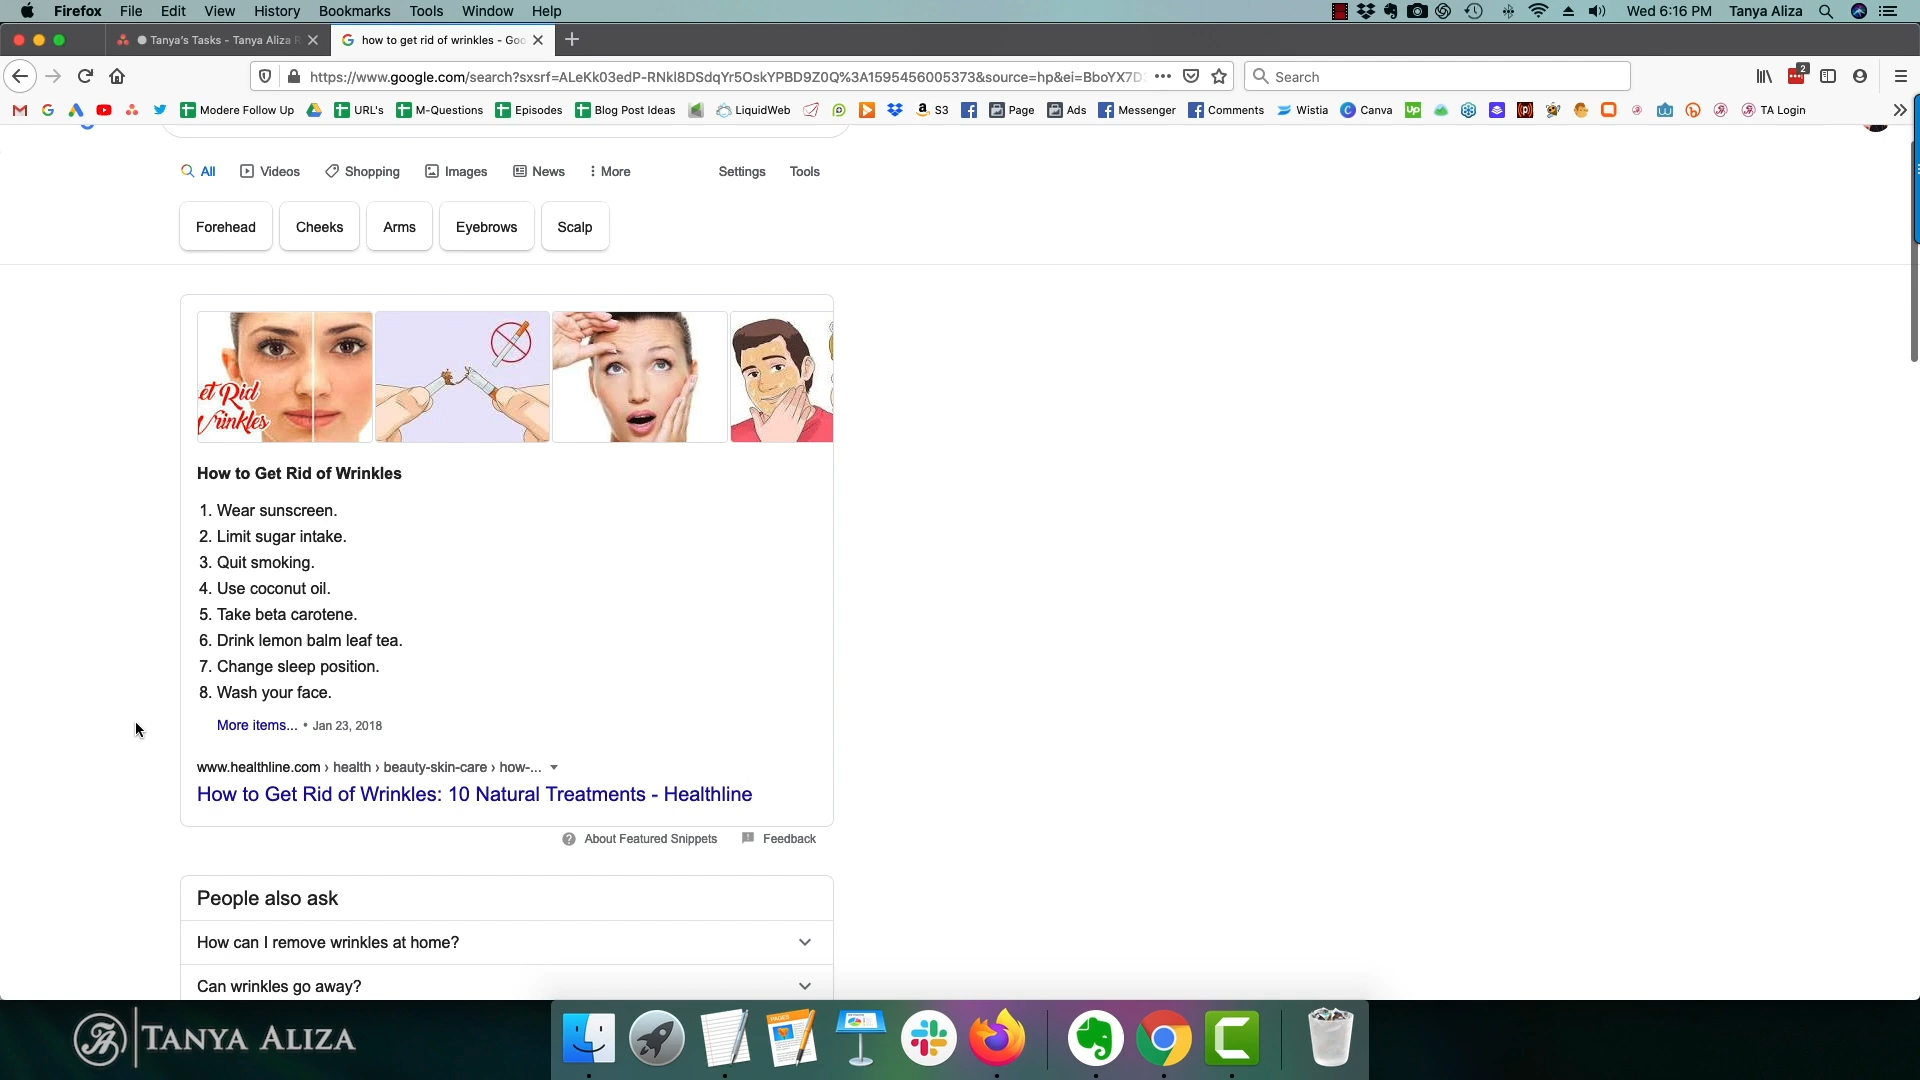 Firefox File Edit View History Bookmarks Tools Window Help Wed 6:16 PM Tanya Aliza
Tanya's Tasks - Tanya Aliza
how to get rid of wrinkles - Goo
https://www.google.com/search?sxsrf=ALeKk03edP-RNkl8DSdqYr5OskYPBD9Z0Q%3A1595456005373&source=hp&ei=BboYX7D
Search
2
Modere Follow Up URL's M-Questions Episodes Blog Post Ideas LiquidWeb S3 Page Ads Messenger Comments Wistia Canva TA Login
All Videos Shopping Images News More Settings Tools
Forehead Cheeks Arms Eyebrows Scalp
et Rid
Wrinkles
How to Get Rid of Wrinkles
1. Wear sunscreen.
2. Limit sugar intake.
3. Quit smoking.
4. Use coconut oil.
5. Take beta carotene.
6. Drink lemon balm leaf tea.
7. Change sleep position.
8. Wash your face.
More items... • Jan 23, 2018
www.healthline.com › health › beauty-skin-care › how-...
How to Get Rid of Wrinkles: 10 Natural Treatments - Healthline
About Featured Snippets Feedback
People also ask
How can I remove wrinkles at home?
Can wrinkles go away?
TANYA ALIZA
PAGES